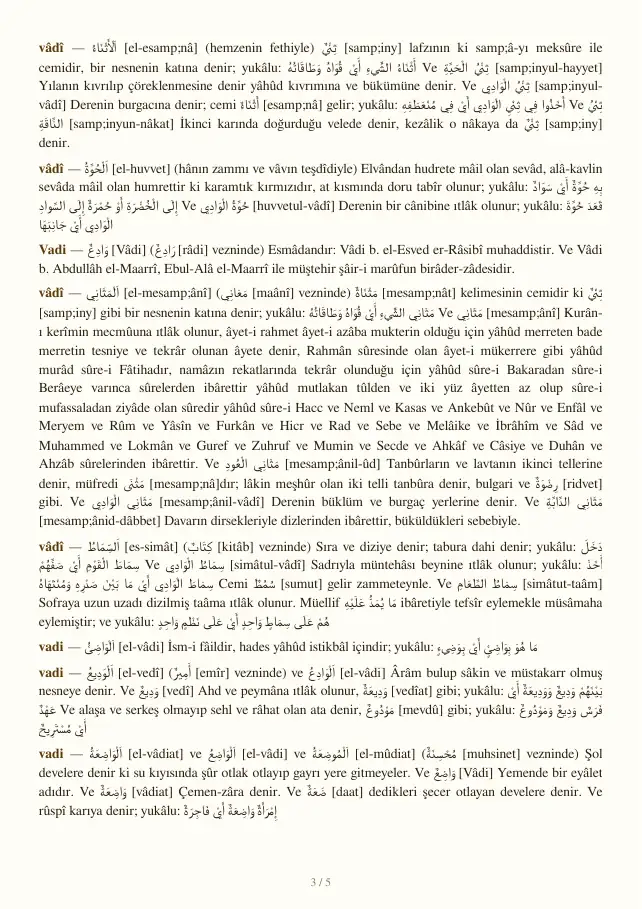 vâdî — اَلْأَثْنَاءُ [el-esamp;nâ] (hemzenin fethiyle) ثِنْيٌ [samp;iny] lafzının ki samp;â-yı meksûre ile
cemidir, bir nesnenin katına denir; yukâlu: أَثْنَاءُ الشَّيءِ أَيْ قُوَاهُ وَطَاقَاتُهُ Ve ثِنْيُ الْحَيَّةِ [samp;inyul-hayyet]
Yılanın kıvrılıp çöreklenmesine denir yâhûd kıvrımına ve bükümüne denir. Ve ثِنْيُ الْوَادِي [samp;inyul-
vâdî] Derenin burgacına denir; cemi أَثْنَاءٌ [esamp;nâ] gelir; yukâlu: أَخَذُوا فِي ثِنْيِ الْوَادِي أَيْ فِي مُنْعَطَفِهِ Ve ثِنْيُ
النَّاقَةِ [samp;inyun-nâkat] İkinci karında doğurduğu velede denir, kezâlik o nâkaya da ثِنْيٌ [samp;iny]
denir.
vâdî — اَلْحُوَّةُ [el-huvvet] (hânın zammı ve vâvın teşdîdiyle) Elvândan hudrete mâil olan sevâd, alâ-kavlin
sevâda mâil olan humrettir ki karamtık kırmızıdır, at kısmında doru tabîr olunur; yukâlu: بِهِ حُوَّةٌ أَيْ سَوَادٌ
إِلَى الْخُضْرَةِ أَوْ حُمْرَةٌ إِلَى السَّوادِ Ve حُوَّةُ الْوَادِي [huvvetul-vâdî] Derenin bir cânibine ıtlâk olunur; yukâlu: قَعَدَ حُوَّةَ
الْوَادِي أَيْ جَانِبَهَا
Vadi — وَادِعٌ [Vâdi] (رَادِعٌ [râdi] vezninde) Esmâdandır: Vâdi b. el-Esved er-Râsibî muhaddistir. Ve Vâdi
b. Abdullâh el-Maarrî, Ebul-Alâ el-Maarrî ile müştehir şâir-i marûfun birâder-zâdesidir.
vâdî — اَلْمَثَانِي [el-mesamp;ânî] (مَعَانِي [maânî] vezninde) مَثْنَاةٌ [mesamp;nât] kelimesinin cemidir ki ثِنْيٌ
[samp;iny] gibi bir nesnenin katına denir; yukâlu: مَثَانِي الشَّيءِ أَيْ قُوَاهُ وَطَاقَاتُهُ Ve مَثَانِي [mesamp;ânî] Kurân-
ı kerîmin mecmûuna ıtlâk olunur, âyet-i rahmet âyet-i azâba mukterin olduğu için yâhûd merreten bade
merretin tesniye ve tekrâr olunan âyete denir, Rahmân sûresinde olan âyet-i mükerrere gibi yâhûd
murâd sûre-i Fâtihadır, namâzın rekatlarında tekrâr olunduğu için yâhûd sûre-i Bakaradan sûre-i
Berâeye varınca sûrelerden ibârettir yâhûd mutlakan tûlden ve iki yüz âyetten az olup sûre-i
mufassaladan ziyâde olan sûredir yâhûd sûre-i Hacc ve Neml ve Kasas ve Ankebût ve Nûr ve Enfâl ve
Meryem ve Rûm ve Yâsîn ve Furkân ve Hicr ve Rad ve Sebe ve Melâike ve İbrâhîm ve Sâd ve
Muhammed ve Lokmân ve Guref ve Zuhruf ve Mumin ve Secde ve Ahkâf ve Câsiye ve Duhân ve
Ahzâb sûrelerinden ibârettir. Ve مَثَانِي الْعُودِ [mesamp;ânil-ûd] Tanbûrların ve lavtanın ikinci tellerine
denir, müfredi مَثْنَى [mesamp;nâ]dır; lâkin meşhûr olan iki telli tanbûra denir, bulgari ve رِضْوَةٌ [ridvet]
gibi. Ve مَثَانِي الْوَادِي [mesamp;ânil-vâdî] Derenin büklüm ve burgaç yerlerine denir. Ve مَثَانِي الدَّابَّةِ
[mesamp;ânid-dâbbet] Davarın dirsekleriyle dizlerinden ibârettir, büküldükleri sebebiyle.
vâdî — اَلسِّمَاطُ [es-simât] (كِتَابٌ [kitâb] vezninde) Sıra ve diziye denir; tabura dahi denir; yukâlu: دَخَلَ
سِمَاطَ الْقَوْمِ أَيْ صَفَّهُمْ Ve سِمَاطُ الْوَادِي [simâtul-vâdî] Sadrıyla müntehâsı beynine ıtlâk olunur; yukâlu: أَخَذَ
سِمَاطَ الْوَادِي أَيْ مَا بَيْنَ صَدْرِهِ وَمُنْتَهَاهُ Cemi سُمُطٌ [sumut] gelir zammeteynle. Ve سِمَاطُ الطَّعَامِ [simâtut-taâm]
Sofraya uzun uzadı dizilmiş taâma ıtlâk olunur. Müellif مَا يُمَدُّ عَلَيْهِ ibâretiyle tefsîr eylemekle müsâmaha
eylemiştir; ve yukâlu: هُمْ عَلَى سِمَاطٍ وَاحِدٍ أَيْ عَلَى نَظْمٍ وَاحِدٍ
vadi — اَلْوَاضِئُ [el-vâdi] İsm-i fâildir, hades yâhûd istikbâl içindir; yukâlu: مَا هُوَ بِوَاضِئٍ أَيْ بِوَضِيءٍ
vadi — اَلْوَدِيعُ [el-vedî] (أَمِيرٌ [emîr] vezninde) ve اَلْوَادِعُ [el-vâdi] Ârâm bulup sâkin ve müstakarr olmuş
nesneye denir. Ve وَدِيعٌ [vedî] Ahd ve peymâna ıtlâk olunur, وَدِيعَةٌ [vedîat] gibi; yukâlu: بَيْنَهُمْ وَدِيعٌ وَوَدِيعَةٌ أَيْ
عَهْدٌ Ve alaşa ve serkeş olmayıp sehl ve râhat olan ata denir, مَوْدُوعٌ [mevdû] gibi; yukâlu: فَرَسٌ وَدِيعٌ وَمَوْدُوعٌ
أَيْ مُسْتَرِيحٌ
vadi — اَلْوَاضِعَةُ [el-vâdiat] ve اَلْوَاضِعُ [el-vâdi] ve اَلْمُوضِعَةُ [el-mûdiat] (مُحْسِنَةٌ [muhsinet] vezninde) Şol
develere denir ki su kıyısında şûr otlak otlayıp gayrı yere gitmeyeler. Ve وَاضِعٌ [Vâdi] Yemende bir eyâlet
adıdır. Ve وَاضِعَةٌ [vâdiat] Çemen-zâra denir. Ve ضَعَةٌ [daat] dedikleri şecer otlayan develere denir. Ve
rûspî karıya denir; yukâlu: إِمْرَأَةٌ وَاضِعَةٌ أَيْ فَاجِرَةٌ
3 / 5